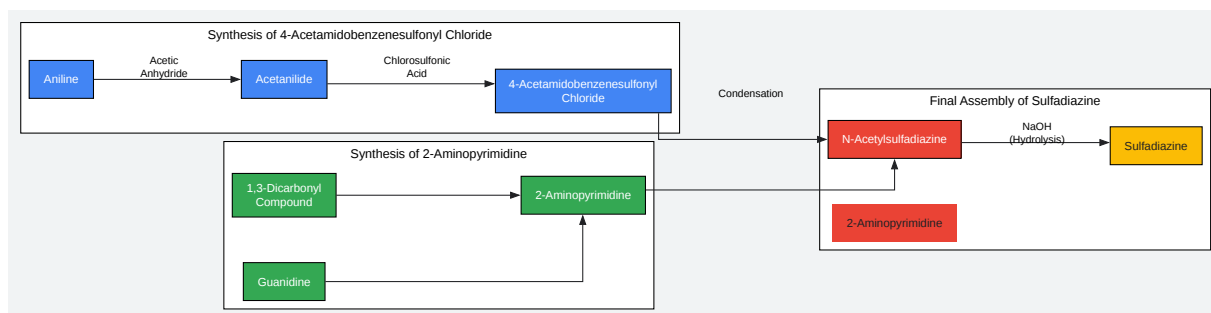 Synthesis of 4-Acetamidobenzenesulfonyl Chloride
Aniline
Acetic
Anhydride
Acetanilide
Chlorosulfonic
Acid
4-Acetamidobenzenesulfonyl
Chloride
Condensation
Synthesis of 2-Aminopyrimidine
1,3-Dicarbonyl
Compound
2-Aminopyrimidine
Guanidine
Final Assembly of Sulfadiazine
N-Acetylsulfadiazine
NaOH
(Hydrolysis)
Sulfadiazine
2-Aminopyrimidine